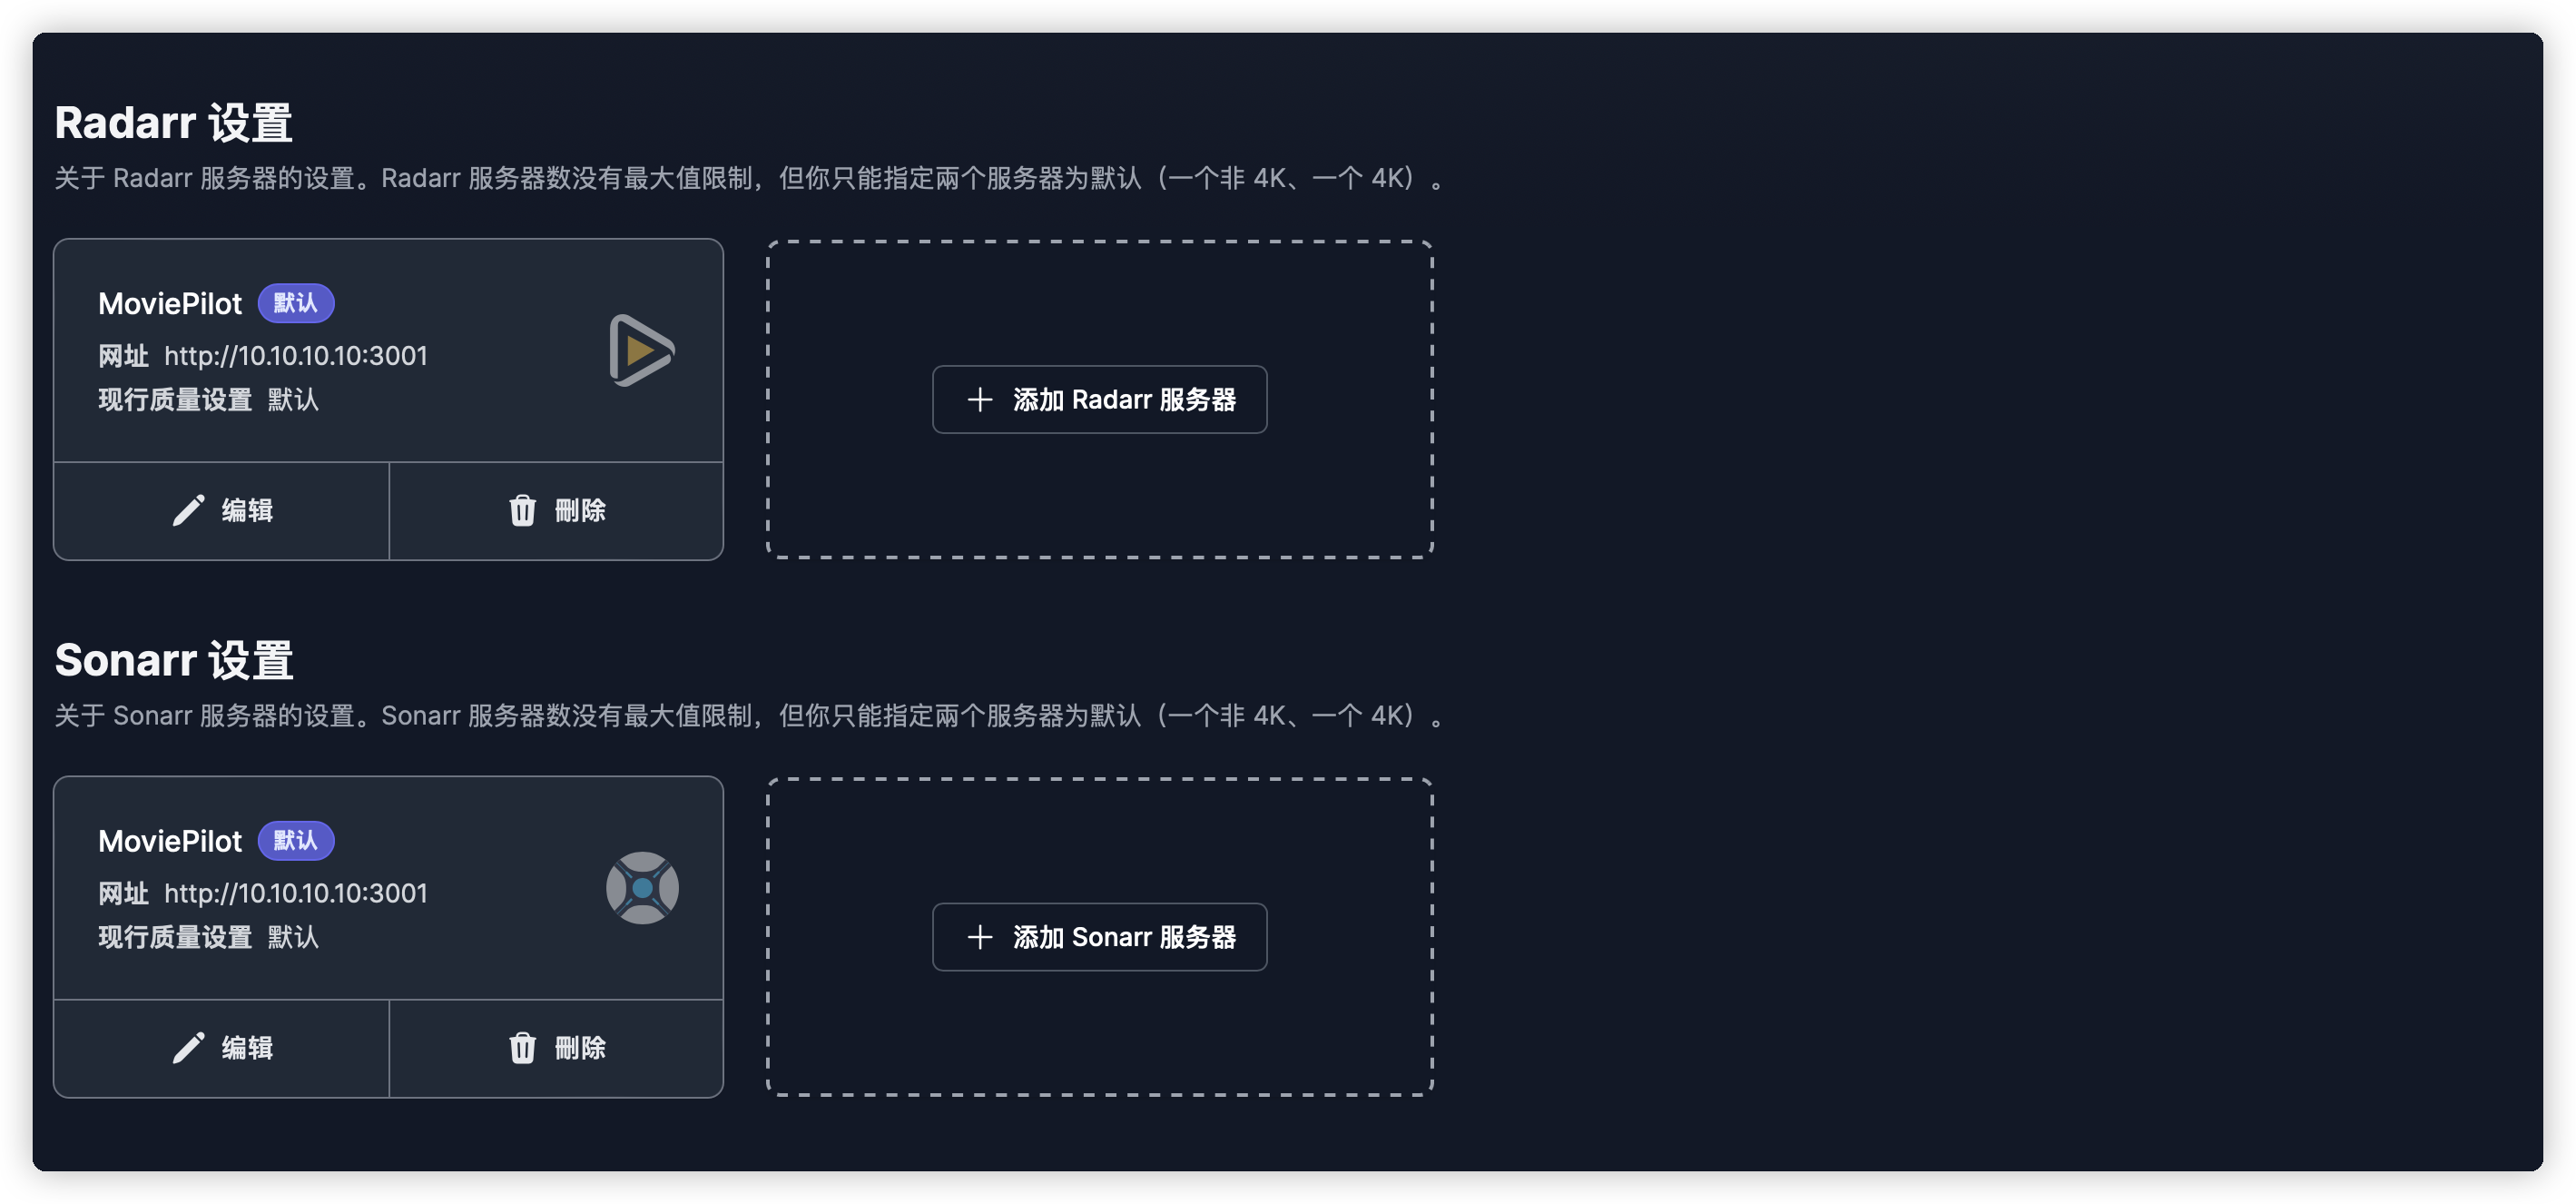 Radarr 设置
关于 Radarr 服务器的设置。Radarr 服务器数没有最大值限制，但你只能指定兩个服务器为默认（一个非 4K、一个 4K）。
MoviePilot 默认
网址 http://10.10.10.10:3001
现行质量设置 默认
编辑
刪除
添加 Radarr 服务器
Sonarr 设置
关于 Sonarr 服务器的设置。Sonarr 服务器数没有最大值限制，但你只能指定兩个服务器为默认（一个非 4K、一个 4K）。
MoviePilot 默认
网址 http://10.10.10.10:3001
现行质量设置 默认
编辑
刪除
添加 Sonarr 服务器